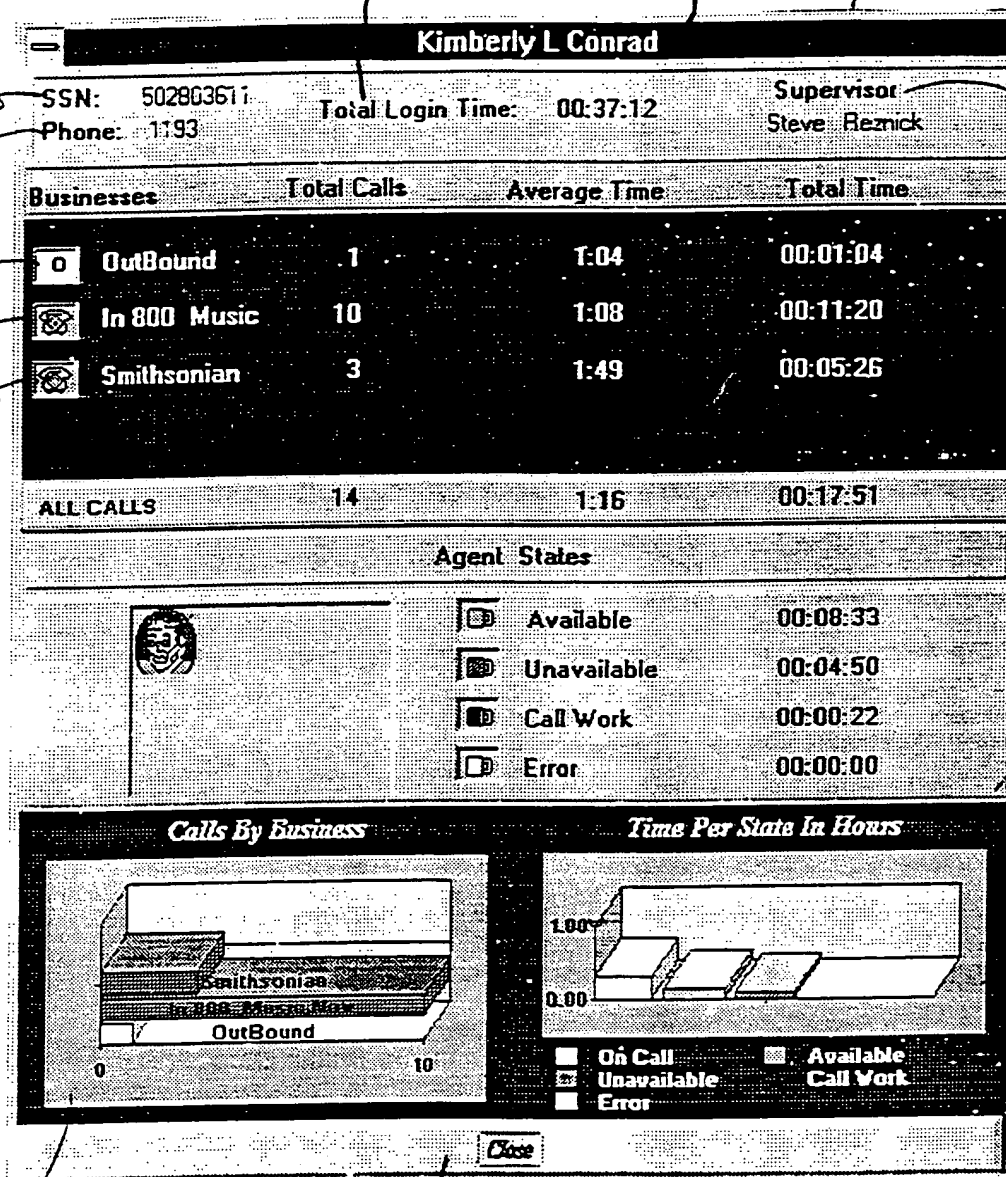 Kimberly L Conrad
SSN: 502803611 Total Login Time: 00:37:12 Supervisor
Phone: 1193 Steve Reznick
Businesses Total Calls Average Time Total Time
0 OutBound 1 1:04 00:01:04
In 800 Music 10 1:08 00:11:20
Smithsonian 3 1:49 00:05:26
ALL CALLS 14 1:16 00:17:51
Agent States
Available 00:08:33
Unavailable 00:04:50
Call Work 00:00:22
Error 00:00:00
Calls By Business Time Per State In Hours
1.00
Smithsonian
0.00
In 800 Music Now
OutBound
0 10
On Call Available
Unavailable Call Work
Error
Close